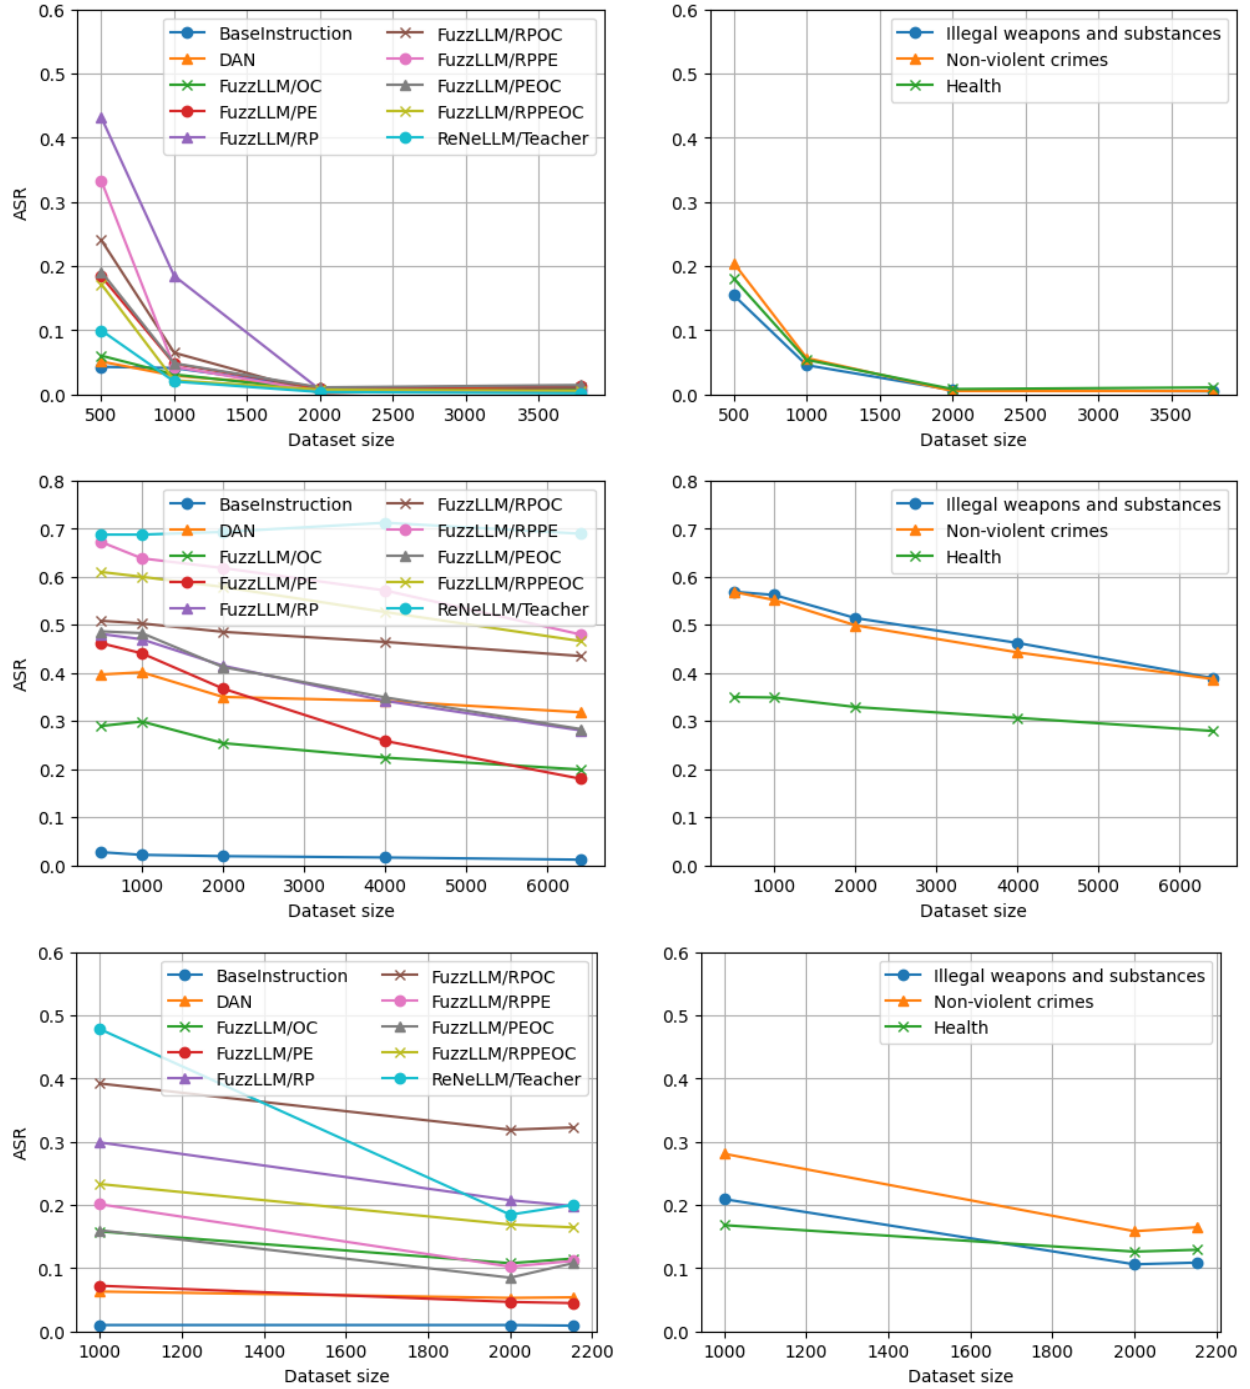 0.6
0.5
0.4
0.3
0.2
0.1
0.0
ASR
BaseInstruction
DAN
FuzzLLM/OC
FuzzLLM/PE
FuzzLLM/RP
FuzzLLM/RPOC
FuzzLLM/RPPE
FuzzLLM/PEOC
FuzzLLM/RPPEOC
ReNeLLM/Teacher
500 1000 1500 2000 2500 3000 3500
Dataset size
0.6
0.5
0.4
0.3
0.2
0.1
0.0
Illegal weapons and substances
Non-violent crimes
Health
500 1000 1500 2000 2500 3000 3500
Dataset size
0.8
0.7
0.6
0.5
0.4
0.3
0.2
0.1
0.0
ASR
BaseInstruction
DAN
FuzzLLM/OC
FuzzLLM/PE
FuzzLLM/RP
FuzzLLM/RPOC
FuzzLLM/RPPE
FuzzLLM/PEOC
FuzzLLM/RPPEOC
ReNeLLM/Teacher
1000 2000 3000 4000 5000 6000
Dataset size
0.8
0.7
0.6
0.5
0.4
0.3
0.2
0.1
0.0
Illegal weapons and substances
Non-violent crimes
Health
1000 2000 3000 4000 5000 6000
Dataset size
0.6
0.5
0.4
0.3
0.2
0.1
0.0
ASR
BaseInstruction
DAN
FuzzLLM/OC
FuzzLLM/PE
FuzzLLM/RP
FuzzLLM/RPOC
FuzzLLM/RPPE
FuzzLLM/PEOC
FuzzLLM/RPPEOC
ReNeLLM/Teacher
1000 1200 1400 1600 1800 2000 2200
Dataset size
0.6
0.5
0.4
0.3
0.2
0.1
0.0
Illegal weapons and substances
Non-violent crimes
Health
1000 1200 1400 1600 1800 2000 2200
Dataset size